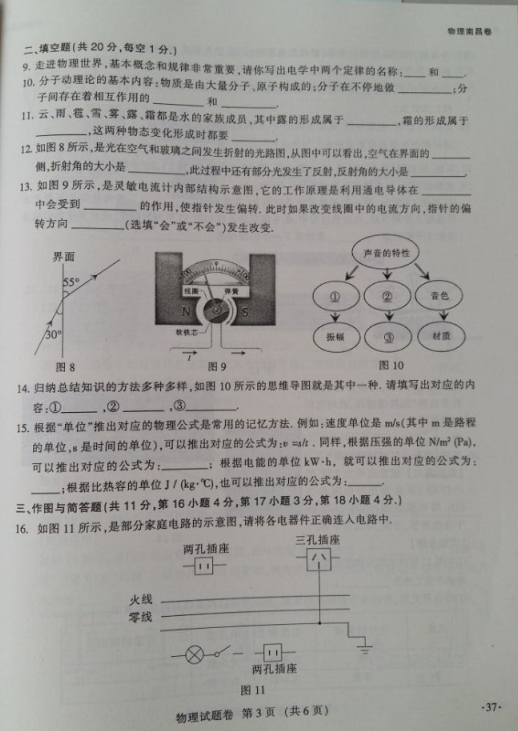 物理南昌卷
二、填空题(共20分,每空1分.)
9. 走进物理世界,基本概念和规律非常重要,请你写出电学中两个定律的名称:____和____.
10. 分子动理论的基本内容:物质是由大量分子、原子构成的;分子在不停地做________;分
子间存在着相互作用的________和________.
11. 云、雨、雹、雪、雾、露、霜都是水的家族成员,其中露的形成属于________,霜的形成属于
________,这两种物态变化形成时都要________.
12. 如图8所示,是光在空气和玻璃之间发生折射的光路图,从图中可以看出,空气在界面的______
侧,折射角的大小是________,此过程中还有部分光发生了反射,反射角的大小是________.
13. 如图9所示,是灵敏电流计内部结构示意图,它的工作原理是利用通电导体在________
中会受到________的作用,使指针发生偏转. 此时如果改变线圈中的电流方向,指针的偏
转方向________(选填“会”或“不会”)发生改变.
界面
55°
30°
图8
线圈
弹簧
N
S
软铁芯
I
图9
声音的特性
①
②
音色
振幅
③
材质
图10
14. 归纳总结知识的方法多种多样,如图10所示的思维导图就是其中一种. 请填写出对应的内
容:①______,②______,③______.
15. 根据“单位”推出对应的物理公式是常用的记忆方法. 例如:速度单位是 m/s(其中 m 是路程
的单位,s 是时间的单位),可以推出对应的公式为:v =s/t . 同样,根据压强的单位 N/m² (Pa),
可以推出对应的公式为:______; 根据电能的单位 kW·h, 就可以推出对应的公式为:
______;根据比热容的单位 J / (kg·℃),也可以推出对应的公式为:______.
三、作图与简答题(共11分,第16小题4分,第17小题3分,第18小题4分.)
16. 如图11所示,是部分家庭电路的示意图,请将各电器件正确连入电路中.
两孔插座
三孔插座
火线
零线
两孔插座
图11
物理试题卷 第3页 (共6页)
·37·